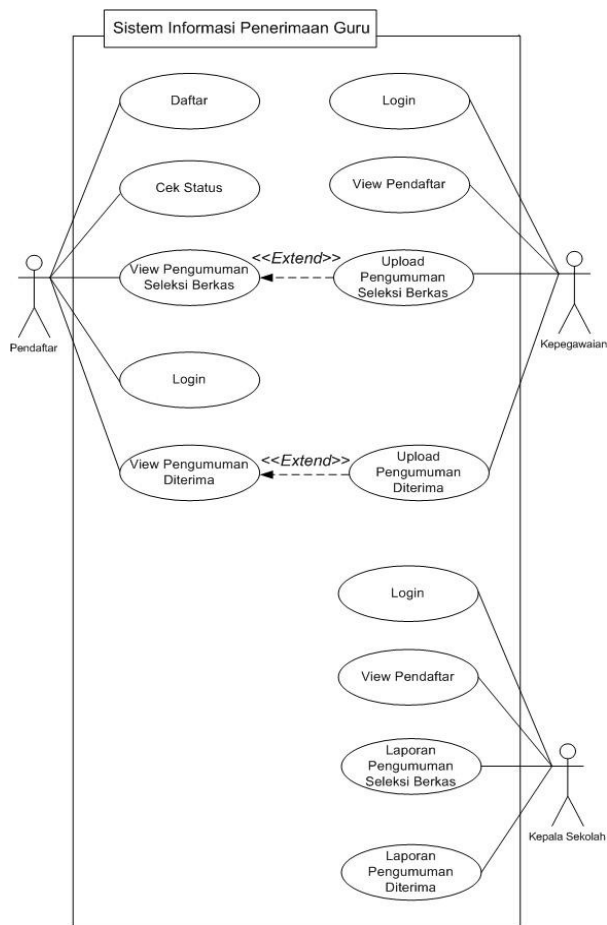 Sistem Informasi Penerimaan Guru
Daftar
Login
Cek Status
View Pendaftar
<<Extend>>
View Pengumuman
Seleksi Berkas
Upload
Pengumuman
Seleksi Berkas
Pendaftar
Kepegawaian
Login
<<Extend>>
View Pengumuman
Diterima
Upload
Pengumuman
Diterima
Login
View Pendaftar
Laporan
Pengumuman
Seleksi Berkas
Kepala Sekolah
Laporan
Pengumuman
Diterima